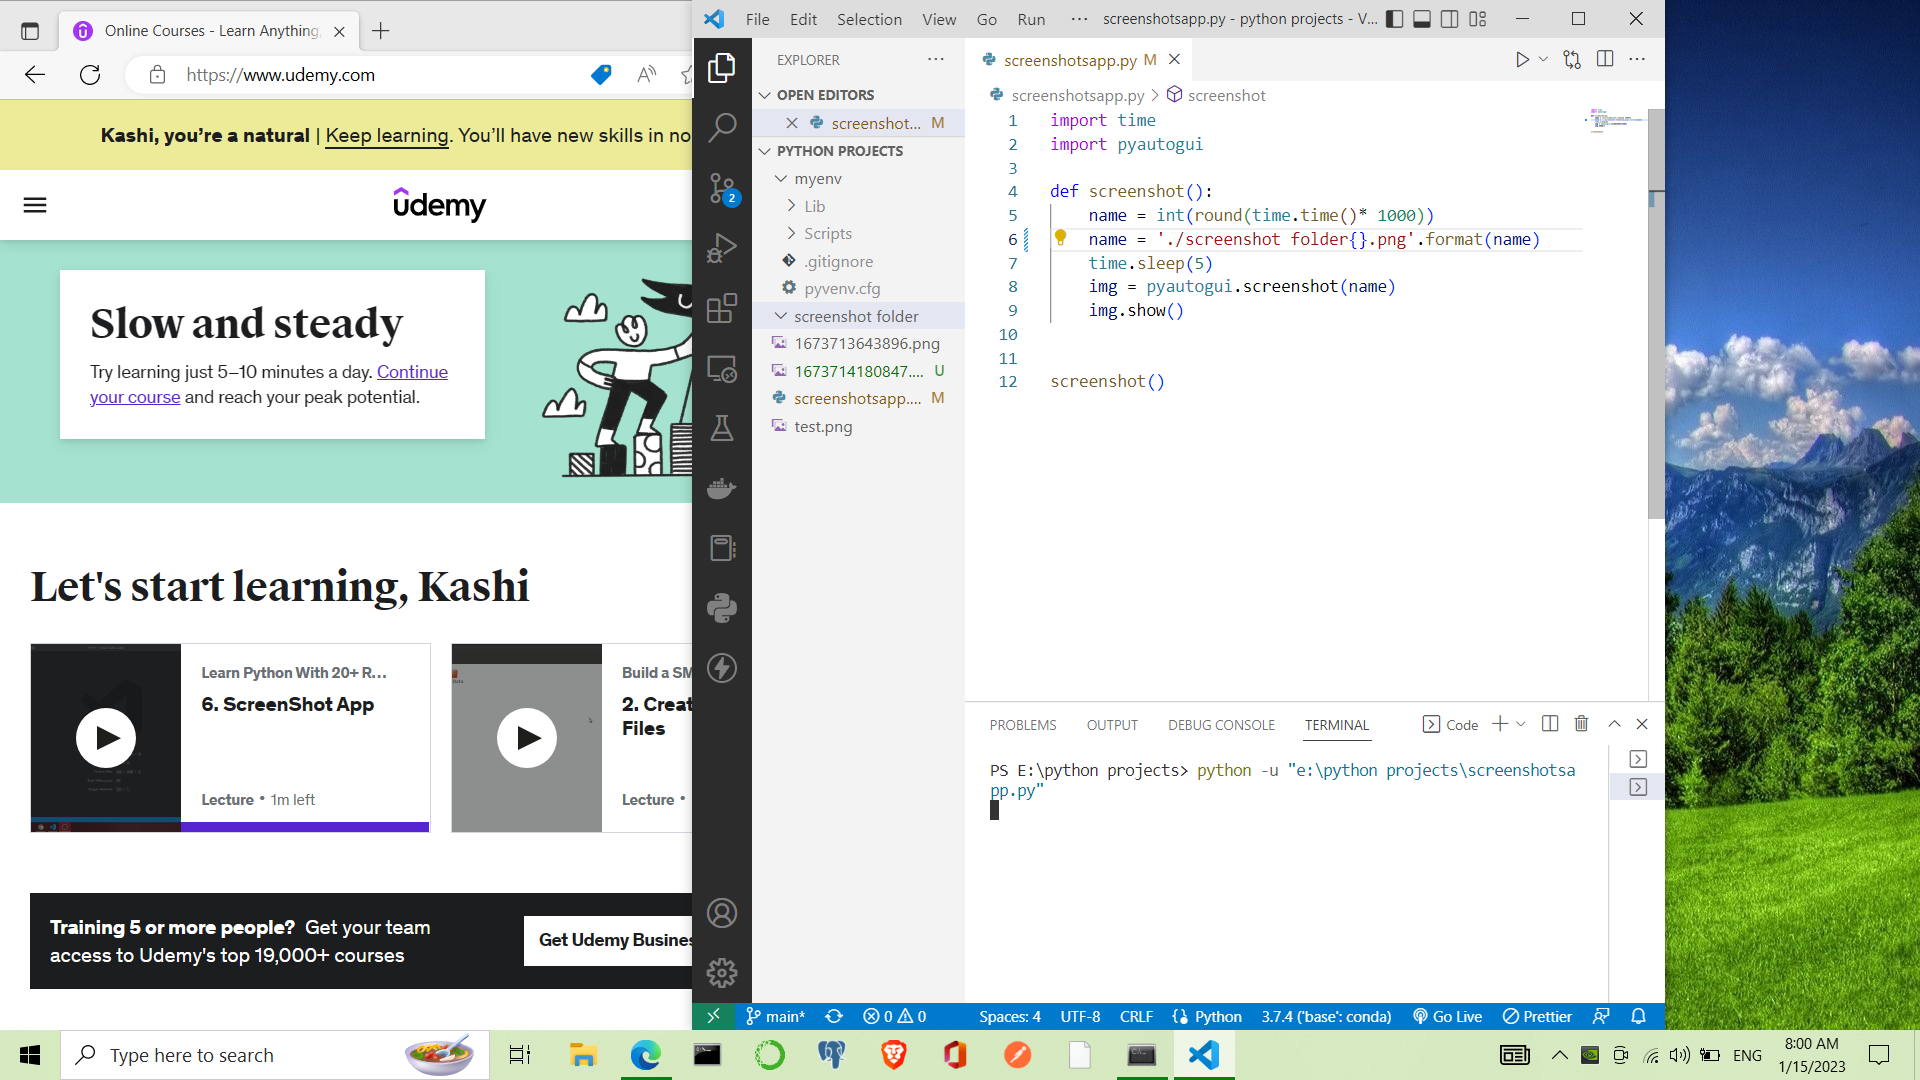 Online Courses - Learn Anything,
https://www.udemy.com
Kashi, you're a natural | Keep learning. You'll have new skills in no
udemy
Slow and steady
Try learning just 5–10 minutes a day. Continue
your course and reach your peak potential.
Let's start learning, Kashi
Learn Python With 20+ R...
6. ScreenShot App
Lecture • 1m left
Build a SM
2. Creat
Files
Lecture •
Training 5 or more people? Get your team
access to Udemy's top 19,000+ courses
Get Udemy Busines
File Edit Selection View Go Run ··· screenshotsapp.py - python projects - V...
EXPLORER ···
OPEN EDITORS
screenshot... M
PYTHON PROJECTS
myenv
Lib
Scripts
.gitignore
pyvenv.cfg
screenshot folder
1673713643896.png
1673714180847.... U
screenshotsapp.... M
test.png
2
screenshotsapp.py M
screenshotsapp.py > screenshot
1 import time
2 import pyautogui
3
4 def screenshot():
5 name = int(round(time.time()* 1000))
6 name = './screenshot folder{}.png'.format(name)
7 time.sleep(5)
8 img = pyautogui.screenshot(name)
9 img.show()
10
11
12 screenshot()
PROBLEMS OUTPUT DEBUG CONSOLE TERMINAL Code
PS E:\python projects> python -u "e:\python projects\screenshotsa
pp.py"
main* 0 0 Spaces: 4 UTF-8 CRLF Python 3.7.4 ('base': conda) Go Live Prettier
Type here to search
ENG
8:00 AM
1/15/2023